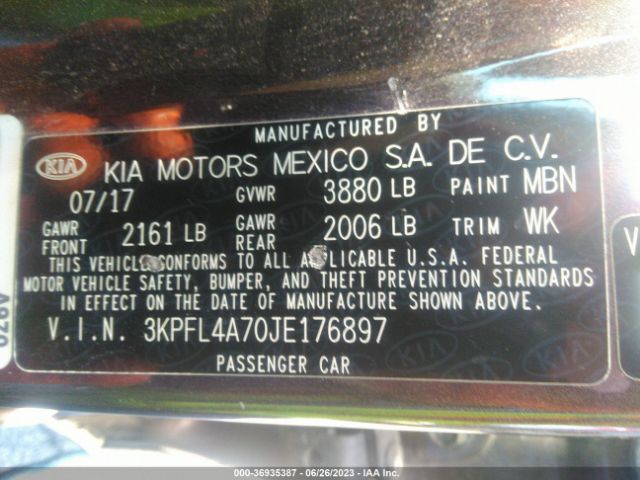 MANUFACTURED BY
KIA KIA MOTORS MEXICO S.A. DE C.V.
07/17 GVWR 3880 LB PAINT MBN
GAWR FRONT 2161 LB GAWR REAR 2006 LB TRIM WK
THIS VEHICLE CONFORMS TO ALL APPLICABLE U.S.A. FEDERAL
MOTOR VEHICLE SAFETY, BUMPER, AND THEFT PREVENTION STANDARDS
IN EFFECT ON THE DATE OF MANUFACTURE SHOWN ABOVE.
V.I.N. 3KPFL4A70JE176897
PASSENGER CAR
000-36935387 - 06/26/2023 - IAA Inc.